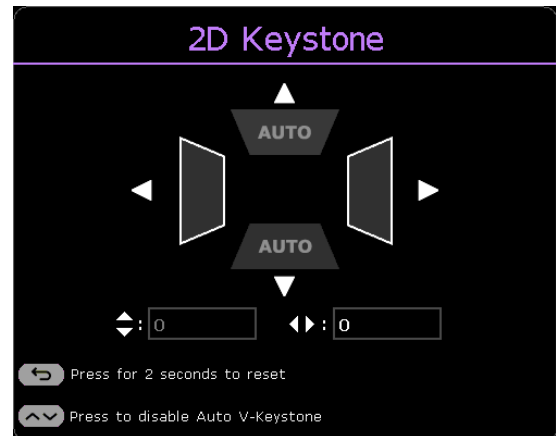 2D Keystone
AUTO
AUTO
: 0 : 0
Press for 2 seconds to reset
Press to disable Auto V-Keystone